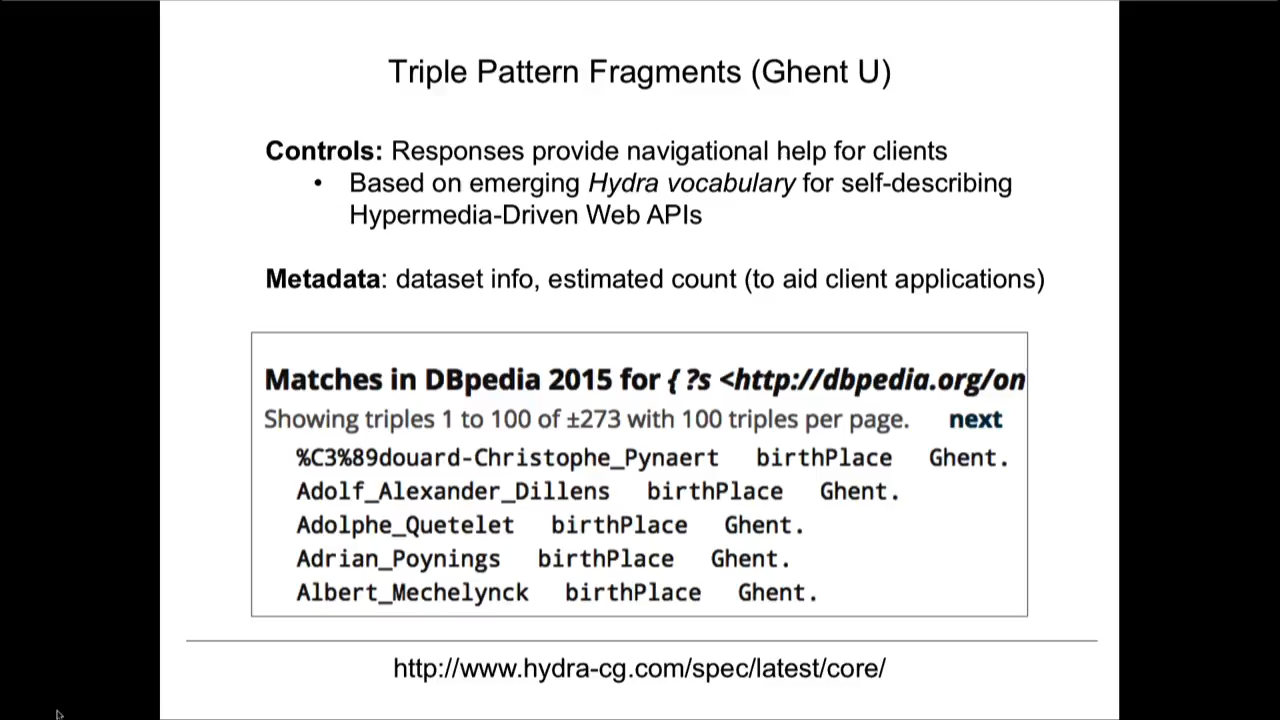 Triple Pattern Fragments (Ghent U)
Controls: Responses provide navigational help for clients
• Based on emerging Hydra vocabulary for self-describing
Hypermedia-Driven Web APIs
Metadata: dataset info, estimated count (to aid client applications)
Matches in DBpedia 2015 for { ?s <http://dbpedia.org/on
Showing triples 1 to 100 of ±273 with 100 triples per page. next
%C3%89douard-Christophe_Pynaert birthPlace Ghent.
Adolf_Alexander_Dillens birthPlace Ghent.
Adolphe_Quetelet birthPlace Ghent.
Adrian_Poynings birthPlace Ghent.
Albert_Mechelynck birthPlace Ghent.
http://www.hydra-cg.com/spec/latest/core/